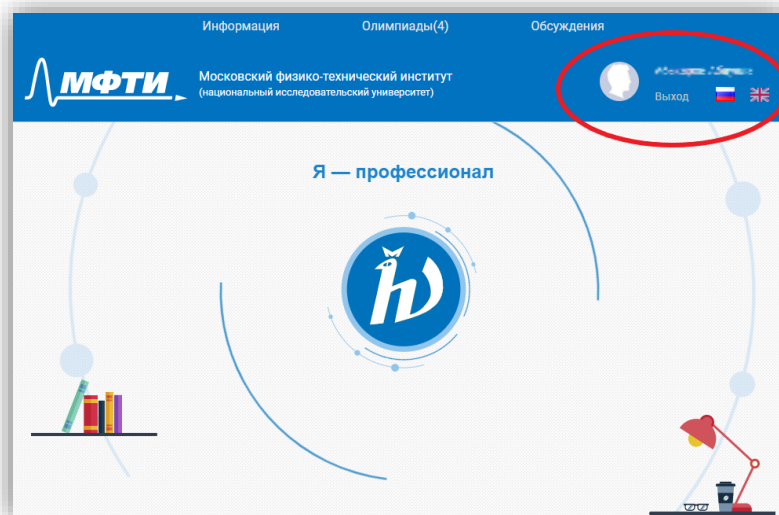 Информация
Олимпиады(4)
Обсуждения
МФТИ
Московский физико-технический институт
(национальный исследовательский университет)
Выход
Я — профессионал